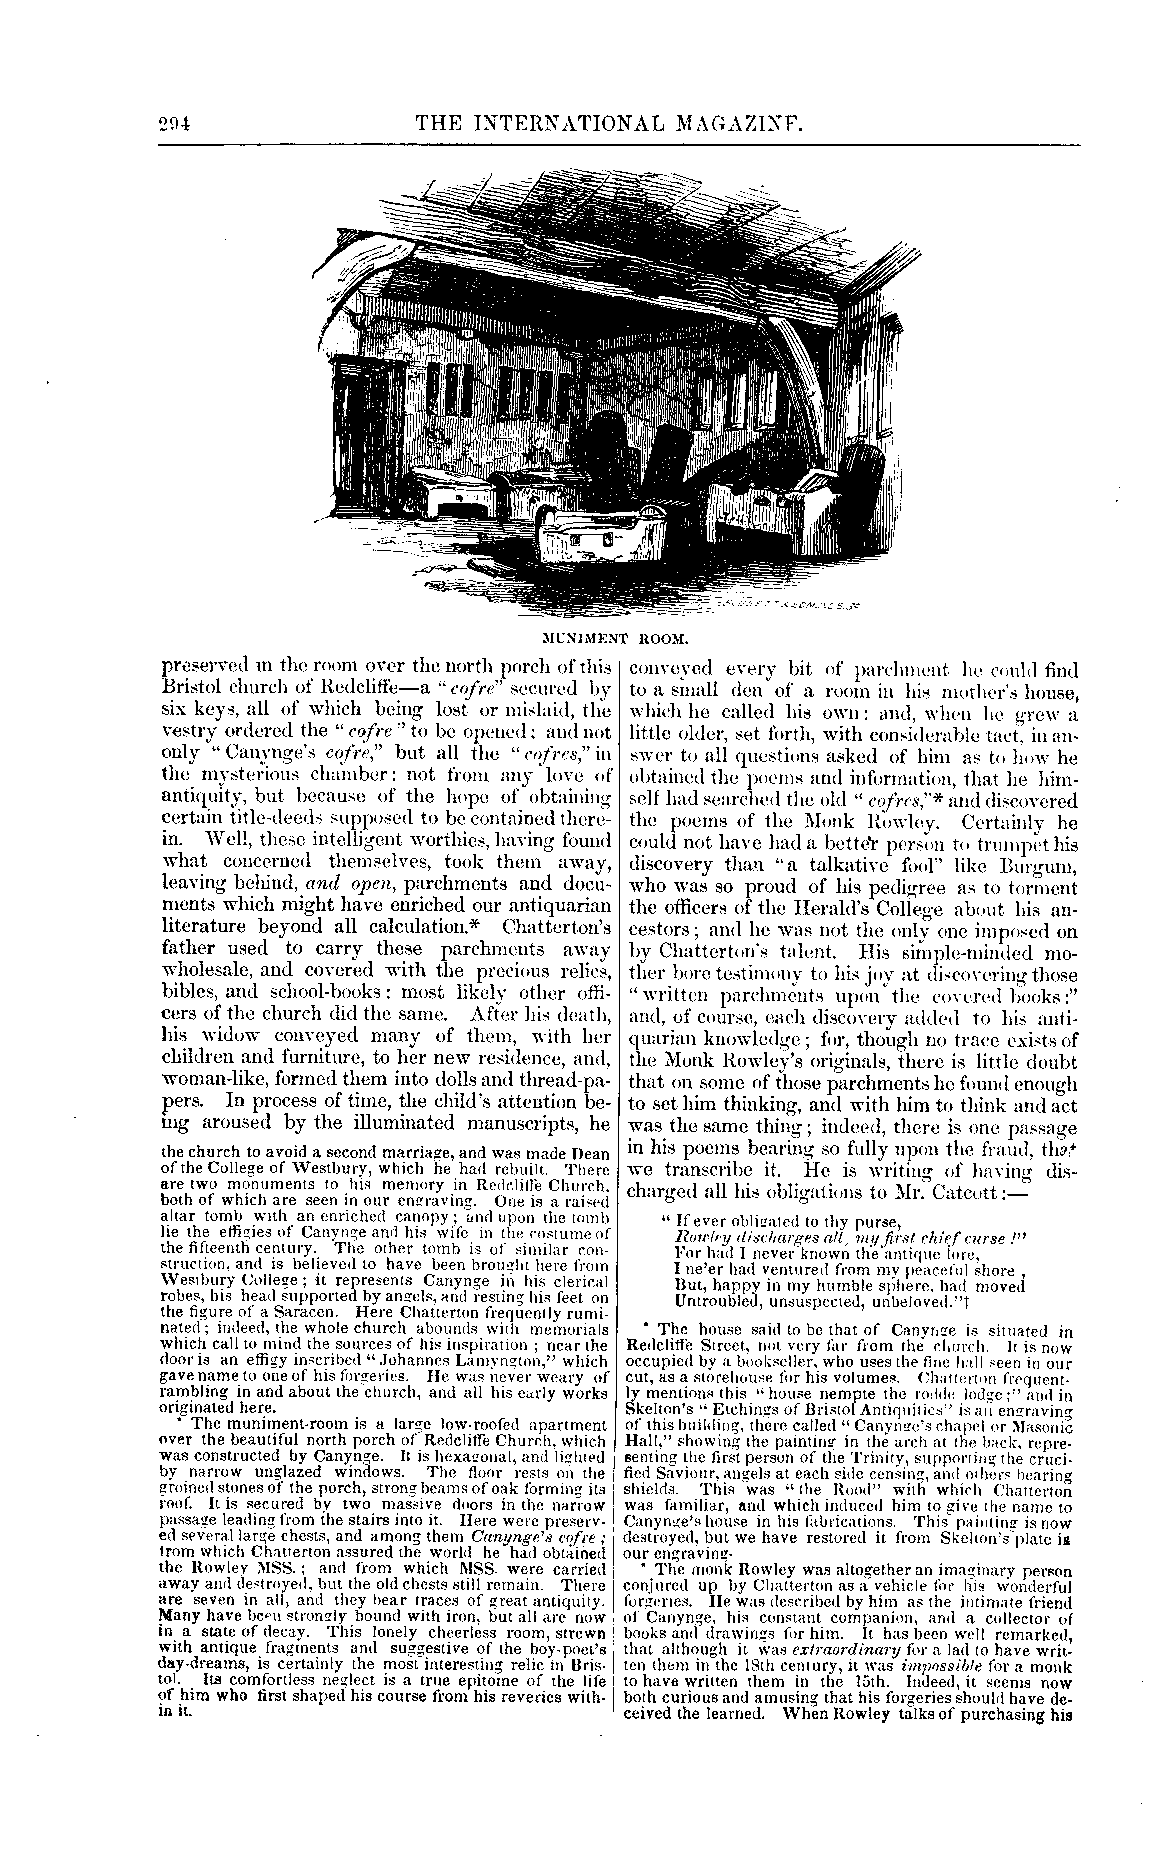 294
THE INTERNATIONAL MAGAZINE.
MUNIMENT ROOM.
preserved in the room over the north porch of this
Bristol church of Redcliffe—a "cofre" secured by
six keys, all of which being lost or mislaid, the
vestry ordered the "cofre" to be opened; and not
only "Canynge's cofre," but all the "cofres," in
the mysterious chamber: not from any love of
antiquity, but because of the hope of obtaining
certain title-deeds supposed to be contained there-
in. Well, these intelligent worthies, having found
what concerned themselves, took them away,
leaving behind, and open, parchments and docu-
ments which might have enriched our antiquarian
literature beyond all calculation.* Chatterton's
father used to carry these parchments away
wholesale, and covered with the precious relics,
bibles, and school-books: most likely other offi-
cers of the church did the same. After his death,
his widow conveyed many of them, with her
children and furniture, to her new residence, and,
woman-like, formed them into dolls and thread-pa-
pers. In process of time, the child's attention be-
ing aroused by the illuminated manuscripts, he
the church to avoid a second marriage, and was made Dean
of the College of Westbury, which he had rebuilt. There
are two monuments to his memory in Redcliffe Church,
both of which are seen in our engraving. One is a raised
altar tomb with an enriched canopy; and upon the tomb
lie the effigies of Canynge and his wife in the costume of
the fifteenth century. The other tomb is of similar con-
struction, and is believed to have been brought here from
Westbury College; it represents Canynge in his clerical
robes, his head supported by angels, and resting his feet on
the figure of a Saracen. Here Chatterton frequently rumi-
nated; indeed, the whole church abounds with memorials
which call to mind the sources of his inspiration; near the
door is an effigy inscribed "Johannes Lamyngton," which
gave name to one of his forgeries. He was never weary of
rambling in and about the church, and all his early works
originated here.
* The muniment-room is a large low-roofed apartment
over the beautiful north porch of Redcliffe Church, which
was constructed by Canynge. It is hexagonal, and lighted
by narrow unglazed windows. The floor rests on the
groined stones of the porch, strong beams of oak forming its
roof. It is secured by two massive doors in the narrow
passage leading from the stairs into it. Here were preserv-
ed several large chests, and among them Canynge's cofre;
from which Chatterton assured the world he had obtained
the Rowley MSS.; and from which MSS. were carried
away and destroyed, but the old chests still remain. There
are seven in all, and they bear traces of great antiquity.
Many have been strongly bound with iron, but all are now
in a state of decay. This lonely cheerless room, strewn
with antique fragments and suggestive of the boy-poet's
day-dreams, is certainly the most interesting relic in Bris-
tol. Its comfortless neglect is a true epitome of the life
of him who first shaped his course from his reveries with-
in it.
conveyed every bit of parchment he could find
to a small den of a room in his mother's house,
which he called his own: and, when he grew a
little older, set forth, with considerable tact, in an-
swer to all questions asked of him as to how he
obtained the poems and information, that he him-
self had searched the old "cofres,"* and discovered
the poems of the Monk Rowley. Certainly he
could not have had a better person to trumpet his
discovery than "a talkative fool" like Burgum,
who was so proud of his pedigree as to torment
the officers of the Herald's College about his an-
cestors; and he was not the only one imposed on
by Chatterton's talent. His simple-minded mo-
ther bore testimony to his joy at discovering those
"written parchments upon the covered books:"
and, of course, each discovery added to his anti-
quarian knowledge; for, though no trace exists of
the Monk Rowley's originals, there is little doubt
that on some of those parchments he found enough
to set him thinking, and with him to think and act
was the same thing; indeed, there is one passage
in his poems bearing so fully upon the fraud, that
we transcribe it. He is writing of having dis-
charged all his obligations to Mr. Catcott:—
"If ever obligated to thy purse,
Rowley discharges all, my first chief curse!"
For had I never known the antique lore,
I ne'er had ventured from my peaceful shore,
But, happy in my humble sphere, had moved
Untroubled, unsuspected, unbeloved."†
* The house said to be that of Canynge is situated in
Redcliffe Street, not very far from the church. It is now
occupied by a bookseller, who uses the fine hall seen in our
cut, as a storehouse for his volumes. Chatterton frequent-
ly mentions this "house nempte the rodde lodge;" and in
Skelton's "Etchings of Bristol Antiquities" is an engraving
of this building, there called "Canynge's chapel or Masonic
Hall," showing the painting in the arch at the back, repre-
senting the first person of the Trinity, supporting the cruci-
fied Saviour, angels at each side censing, and others bearing
shields. This was "the Rood" with which Chatterton
was familiar, and which induced him to give the name to
Canynge's house in his fabrications. This painting is now
destroyed, but we have restored it from Skelton's plate in
our engraving.
* The monk Rowley was altogether an imaginary person
conjured up by Chatterton as a vehicle for his wonderful
forgeries. He was described by him as the intimate friend
of Canynge, his constant companion, and a collector of
books and drawings for him. It has been well remarked,
that although it was extraordinary for a lad to have writ-
ten them in the 18th century, it was impossible for a monk
to have written them in the 15th. Indeed, it seems now
both curious and amusing that his forgeries should have de-
ceived the learned. When Rowley talks of purchasing his